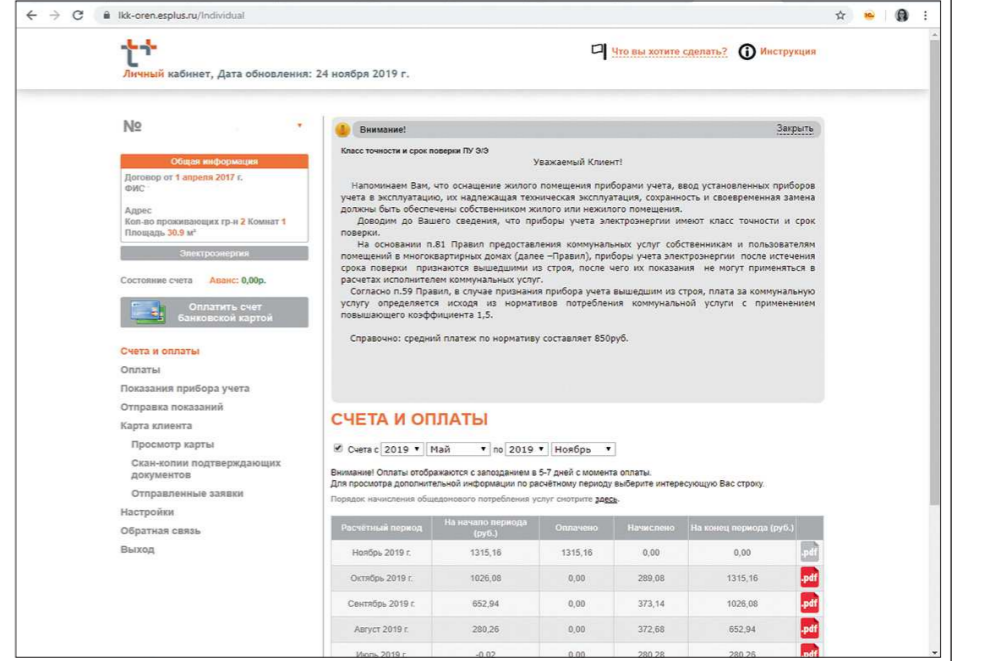 lkk-oren.esplus.ru/Individual
Что вы хотите сделать? Инструкция
Личный кабинет, Дата обновления: 24 ноября 2019 г.
№
Общая информация
Договор от 1 апреля 2017 г.
ФИС
Адрес
Кол-во проживающих гр-н 2 Комнат 1
Площадь 30.9 м²
Электроэнергия
Состояние счета Аванс: 0,00р.
Оплатить счет
банковской картой
Счета и оплаты
Оплаты
Показания прибора учета
Отправка показаний
Карта клиента
Просмотр карты
Скан-копии подтверждающих
документов
Отправленные заявки
Настройки
Обратная связь
Выход
Внимание! Закрыть
Класс точности и срок поверки ПУ Э/Э
Уважаемый Клиент!
Напоминаем Вам, что оснащение жилого помещения приборами учета, ввод установленных приборов
учета в эксплуатацию, их надлежащая техническая эксплуатация, сохранность и своевременная замена
должны быть обеспечены собственником жилого или нежилого помещения.
Доводим до Вашего сведения, что приборы учета электроэнергии имеют класс точности и срок
поверки.
На основании п.81 Правил предоставления коммунальных услуг собственникам и пользователям
помещений в многоквартирных домах (далее –Правил), приборы учета электроэнергии после истечения
срока поверки признаются вышедшими из строя, после чего их показания не могут применяться в
расчетах исполнителем коммунальных услуг.
Согласно п.59 Правил, в случае признания прибора учета вышедшим из строя, плата за коммунальную
услугу определяется исходя из нормативов потребления коммунальной услуги с применением
повышающего коэффициента 1,5.
Справочно: средний платеж по нормативу составляет 850руб.
СЧЕТА И ОПЛАТЫ
Счета с 2019 Май по 2019 Ноябрь
Внимание! Оплаты отображаются с запозданием в 5-7 дней с момента оплаты.
Для просмотра дополнительной информации по расчётному периоду выберите интересующую Вас строку.
Порядок начисления общедомового потребления услуг смотрите здесь.
Расчётный период На начало периода (руб.) Оплачено Начислено На конец периода (руб.)
Ноябрь 2019 г. 1315,16 1315,16 0,00 0,00 .pdf
Октябрь 2019 г. 1026,08 0,00 289,08 1315,16 .pdf
Сентябрь 2019 г. 652,94 0,00 373,14 1026,08 .pdf
Август 2019 г. 280,26 0,00 372,68 652,94 .pdf
Июль 2019 г. -0,02 0,00 280,28 280,26 .pdf